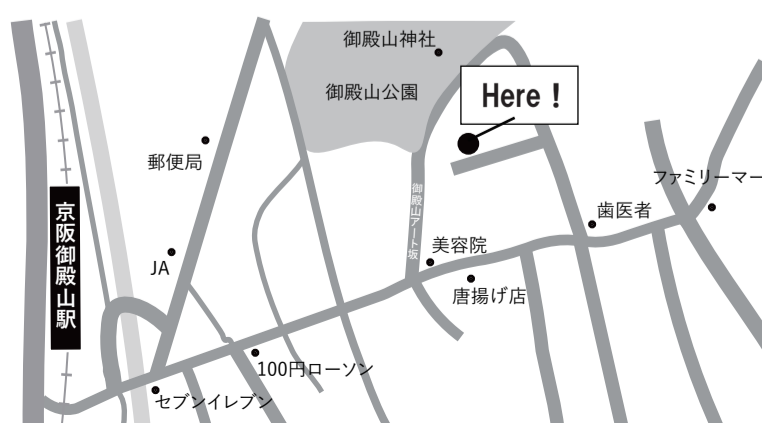 御殿山神社
御殿山公園
Here！
郵便局
ファミリーマー
京阪御殿山駅
御殿山アート坂
歯医者
美容院
JA
唐揚げ店
100円ローソン
セブンイレブン